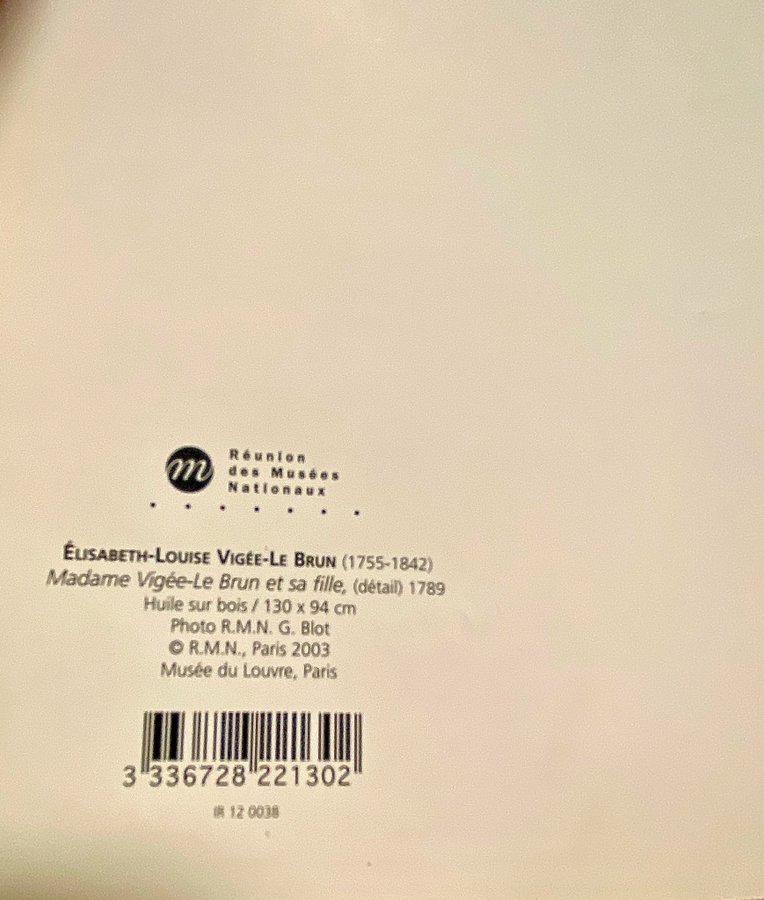 m
Réunion
des Musées
Nationaux
ÉLISABETH-LOUISE VIGÉE-LE BRUN (1755-1842)
Madame Vigée-Le Brun et sa fille, (détail) 1789
Huile sur bois / 130 x 94 cm
Photo R.M.N. G. Blot
© R.M.N., Paris 2003
Musée du Louvre, Paris
3 336728 221302
IR 12 0038